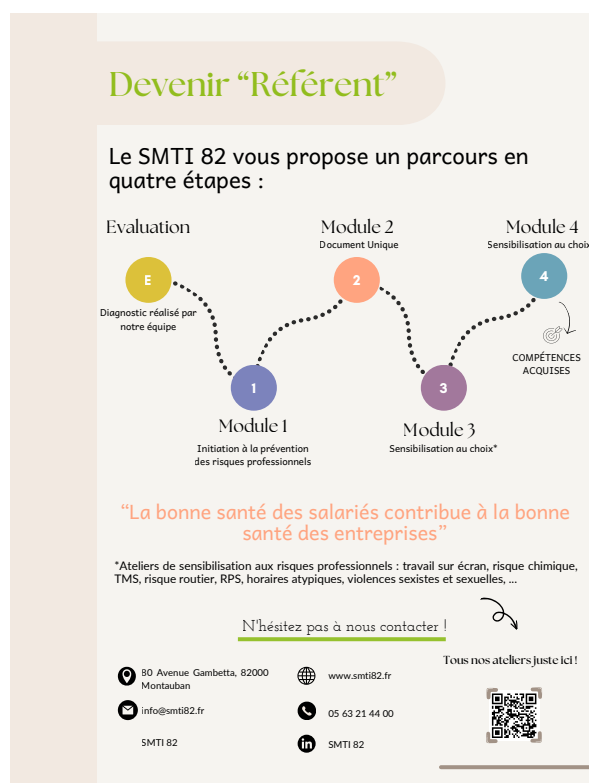 Devenir “Référent”
Le SMTI 82 vous propose un parcours en
quatre étapes :
Evaluation
Module 2
Document Unique
Module 4
Sensibilisation au choix
E
2
4
Diagnostic réalisé par
notre équipe
COMPÉTENCES
ACQUISES
1
3
Module 1
Initiation à la prévention
des risques professionnels
Module 3
Sensibilisation au choix*
“La bonne santé des salariés contribue à la bonne
santé des entreprises”
*Ateliers de sensibilisation aux risques professionnels : travail sur écran, risque chimique,
TMS, risque routier, RPS, horaires atypiques, violences sexistes et sexuelles, ...
N'hésitez pas à nous contacter !
Tous nos ateliers juste ici !
80 Avenue Gambetta, 82000
Montauban
www.smti82.fr
info@smti82.fr
05 63 21 44 00
SMTI 82
in SMTI 82